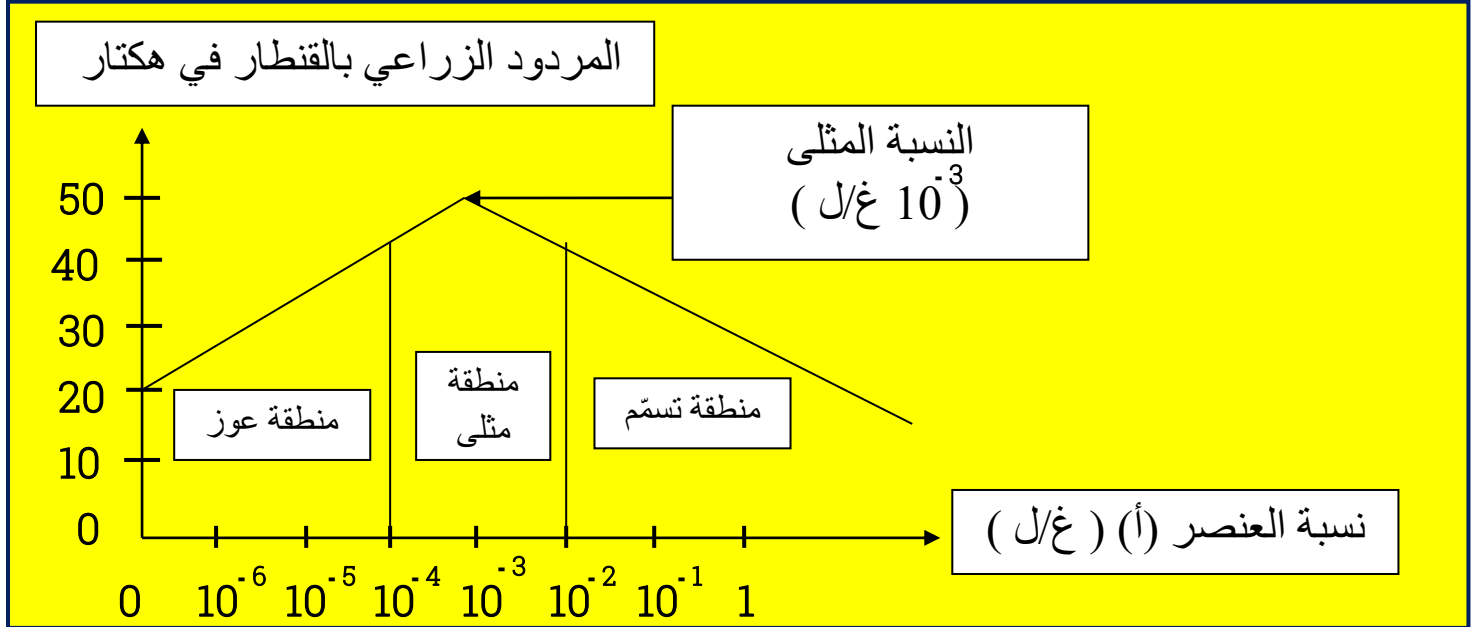 المردود الزراعي بالقنطار في هكتار
النسبة المثلى
(10⁻³ غ/ل )
50
40
30
20
10
0
منطقة عوز
منطقة
مثلى
منطقة تسمّم
نسبة العنصر (أ) ( غ/ل )
0 10⁻⁶ 10⁻⁵ 10⁻⁴ 10⁻³ 10⁻² 10⁻¹ 1